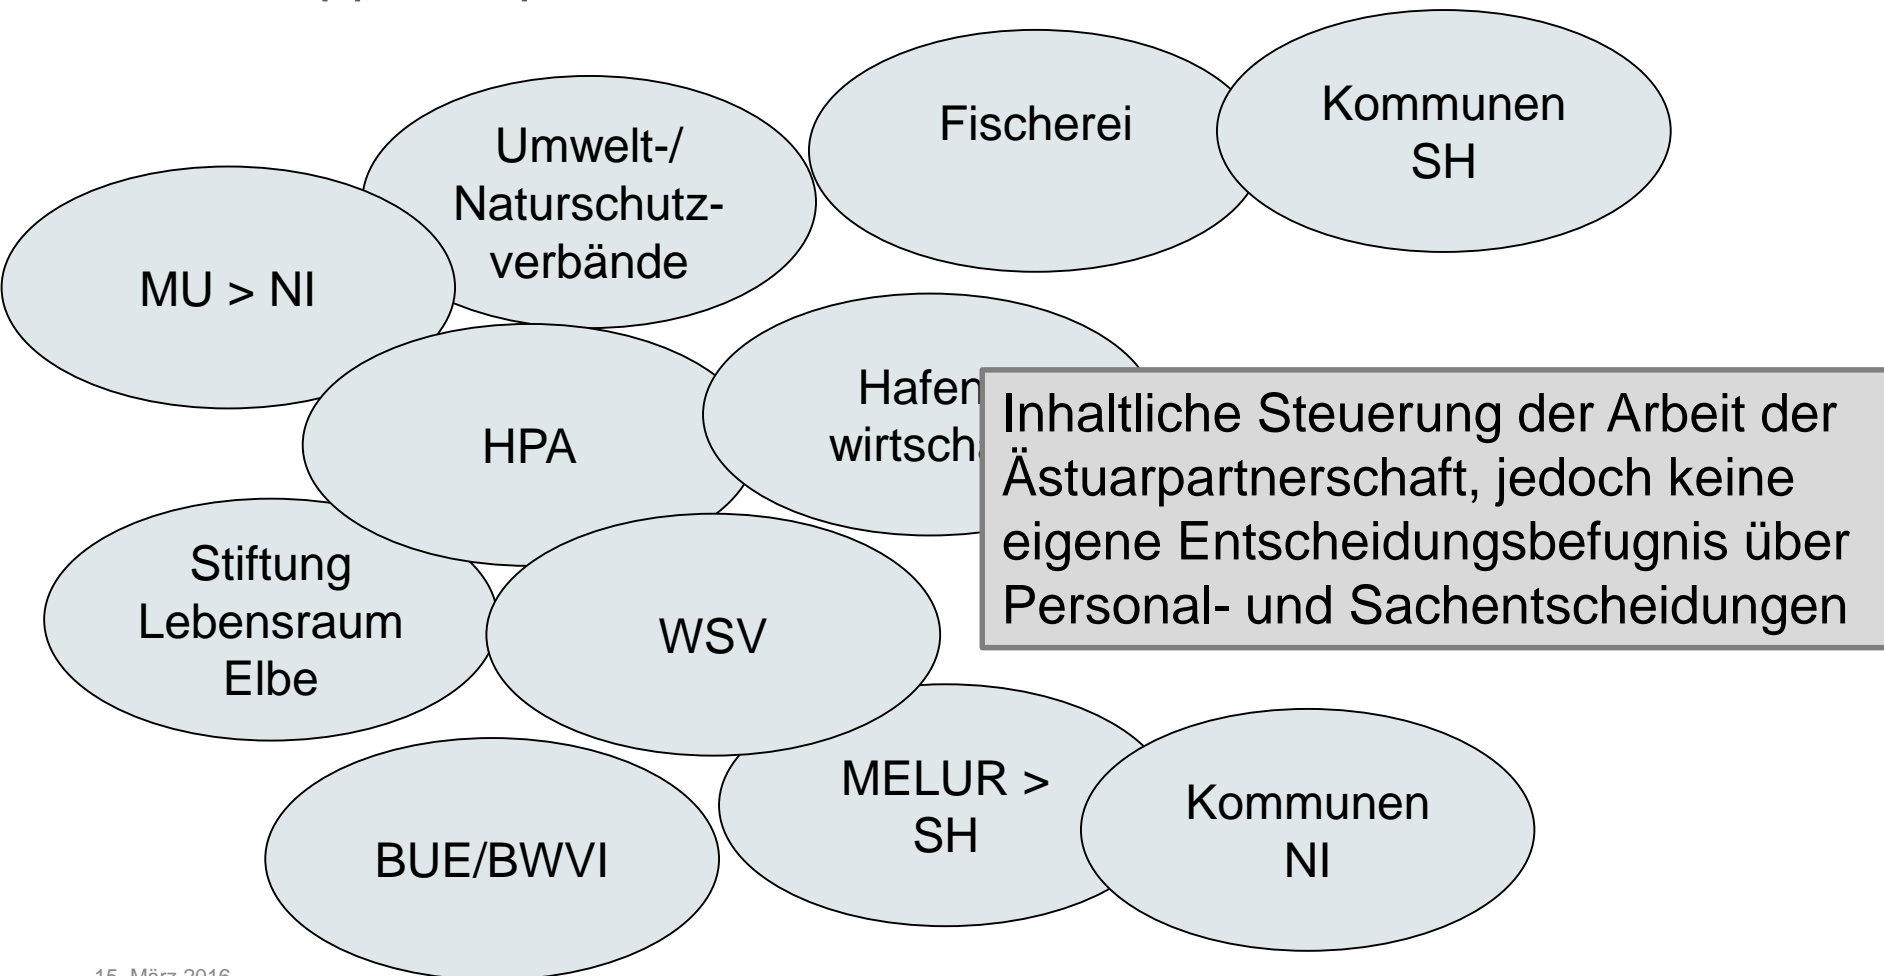 Fischerei
Kommunen
SH
Umwelt-/
Naturschutz-
verbände
MU > NI
Hafen
wirtscha
HPA
Inhaltliche Steuerung der Arbeit der
Ästuarpartnerschaft, jedoch keine
eigene Entscheidungsbefugnis über
Personal- und Sachentscheidungen
Stiftung
Lebensraum
Elbe
WSV
MELUR >
SH
Kommunen
NI
BUE/BWVI
15. März 2016